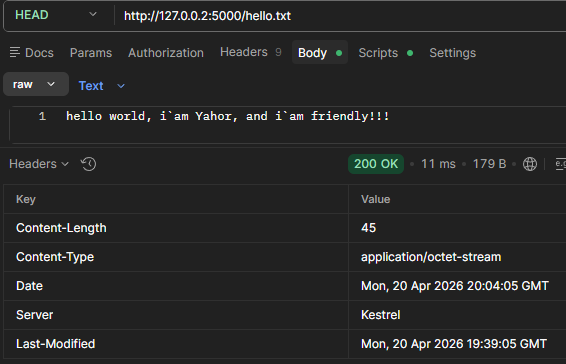 HEAD http://127.0.0.2:5000/hello.txt
Docs Params Authorization Headers 9 Body Scripts Settings
raw Text
1 hello world, i`am Yahor, and i`am friendly!!!
Headers 200 OK 11 ms 179 B
Key Value
Content-Length 45
Content-Type application/octet-stream
Date Mon, 20 Apr 2026 20:04:05 GMT
Server Kestrel
Last-Modified Mon, 20 Apr 2026 19:39:05 GMT